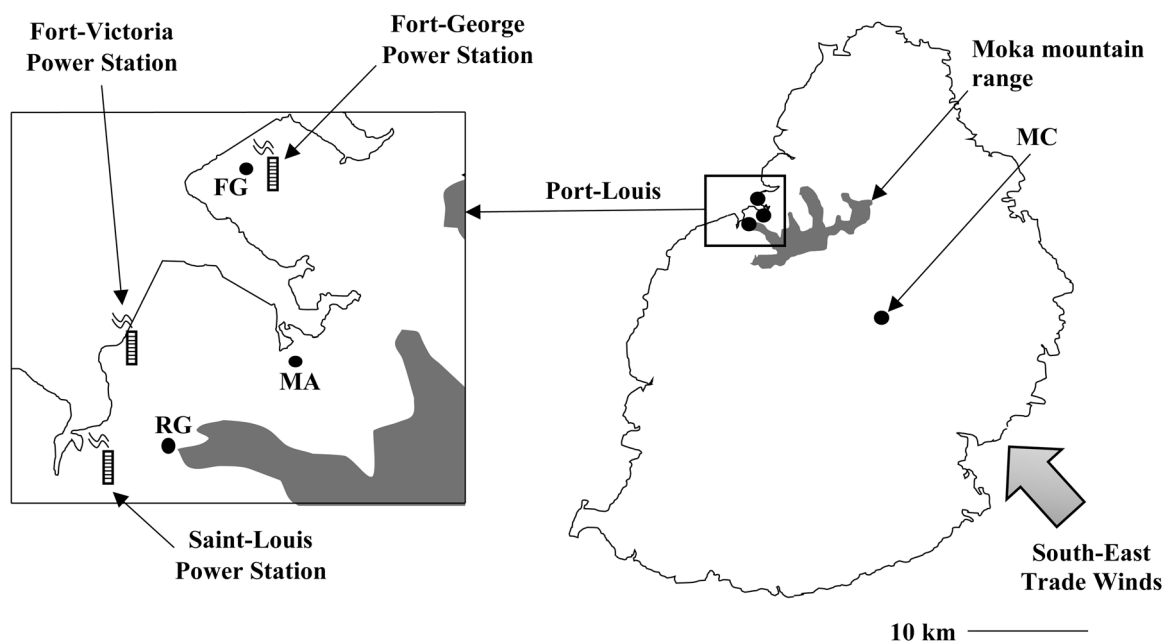 Fort-Victoria
Power Station
Fort-George
Power Station
Moka mountain
range
MC
FG
Port-Louis
MA
RG
Saint-Louis
Power Station
South-East
Trade Winds
10 km